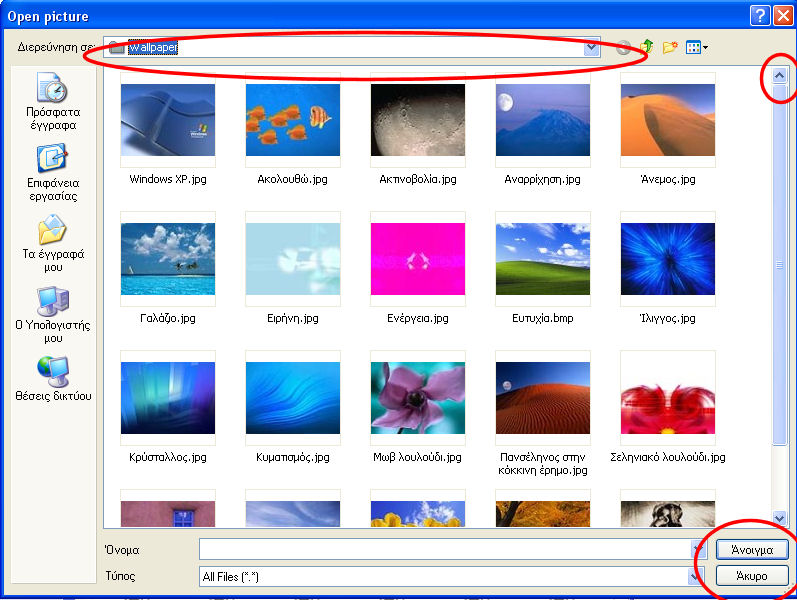 Open picture
Διερεύνηση σε:
Wallpaper
Πρόσφατα
έγγραφα
Επιφάνεια
εργασίας
Τα έγγραφά
μου
Ο Υπολογιστής
μου
Θέσεις δικτύου
Windows XP.jpg
Ακολουθώ.jpg
Ακτινοβολία.jpg
Αναρρίχηση.jpg
Άνεμος.jpg
Γαλάζιο.jpg
Ειρήνη.jpg
Ενέργεια.jpg
Ευτυχία.bmp
Ίλιγγος.jpg
Κρύσταλλος.jpg
Κυματισμός.jpg
Μωβ λουλούδι.jpg
Πανσέληνος στην
κόκκινη έρημο.jpg
Σεληνιακό λουλούδι.jpg
Όνομα
Άνοιγμα
Τύπος
All Files (*.*)
Άκυρο